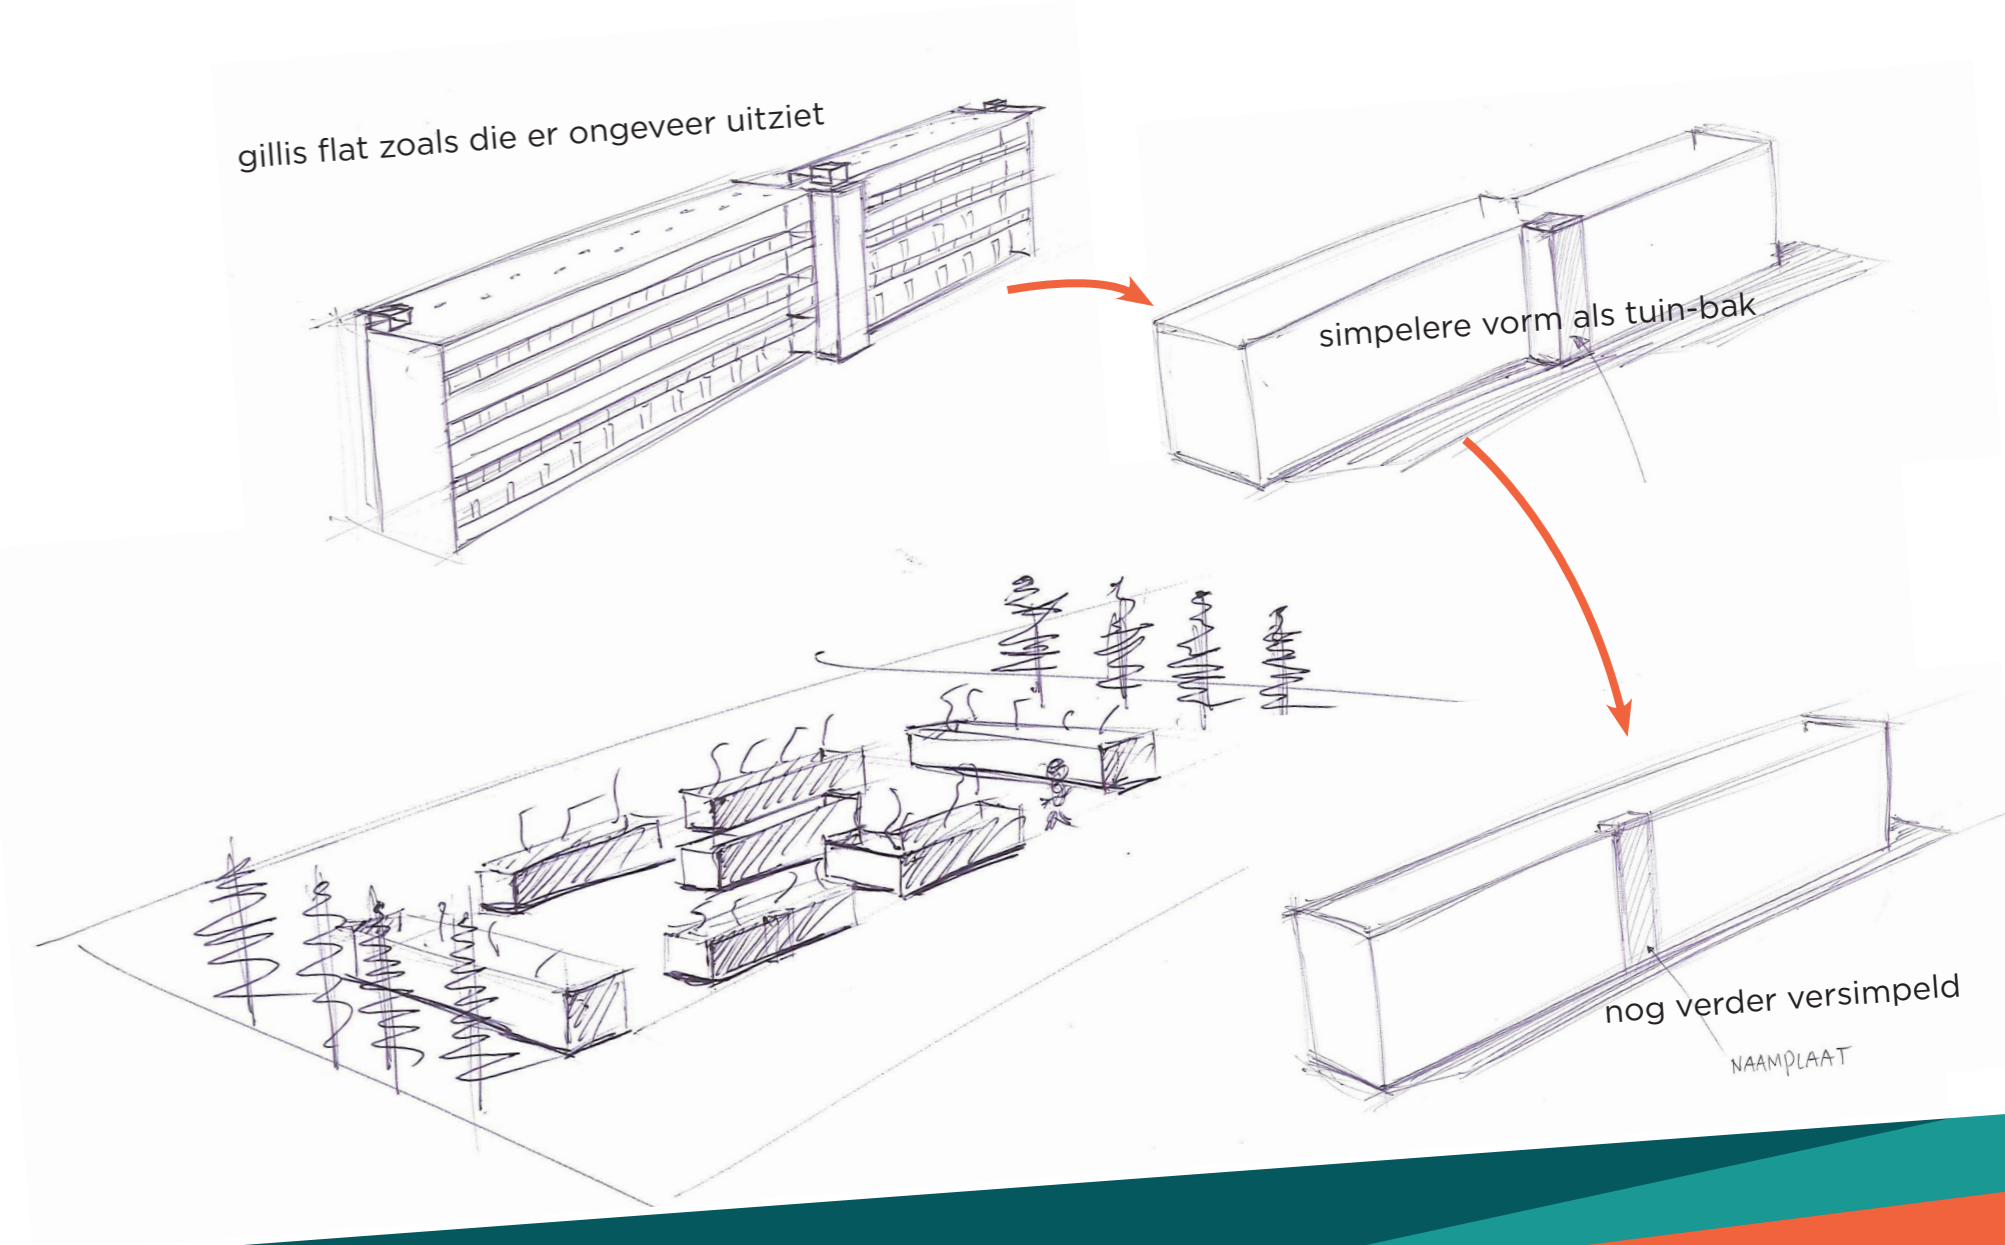 gillis flat zoals die er ongeveer uitziet
simpelere vorm als tuin-bak
nog verder versimpeld
NAAMPLAAT